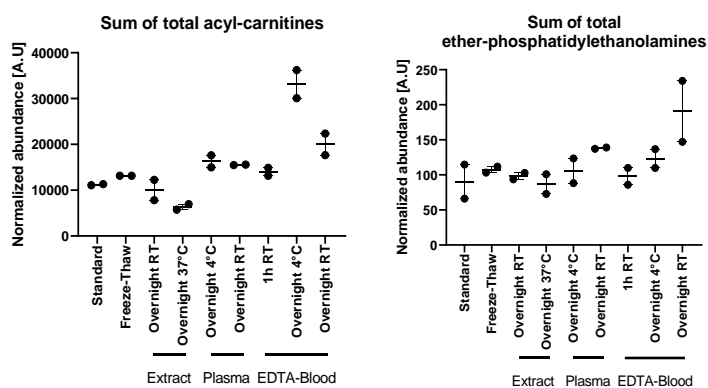 Sum of total acyl-carnitines
Normalized abundance [A.U]
40000
30000
20000
10000
0
Standard
Freeze-Thaw
Overnight RT
Overnight 37°C
Overnight 4°C
Overnight RT
1h RT
Overnight 4°C
Overnight RT
Extract
Plasma
EDTA-Blood
Sum of total
ether-phosphatidylethanolamines
Normalized abundance [A.U]
250
200
150
100
50
0
Standard
Freeze-Thaw
Overnight RT
Overnight 37°C
Overnight 4°C
Overnight RT
1h RT
Overnight 4°C
Overnight RT
Extract
Plasma
EDTA-Blood